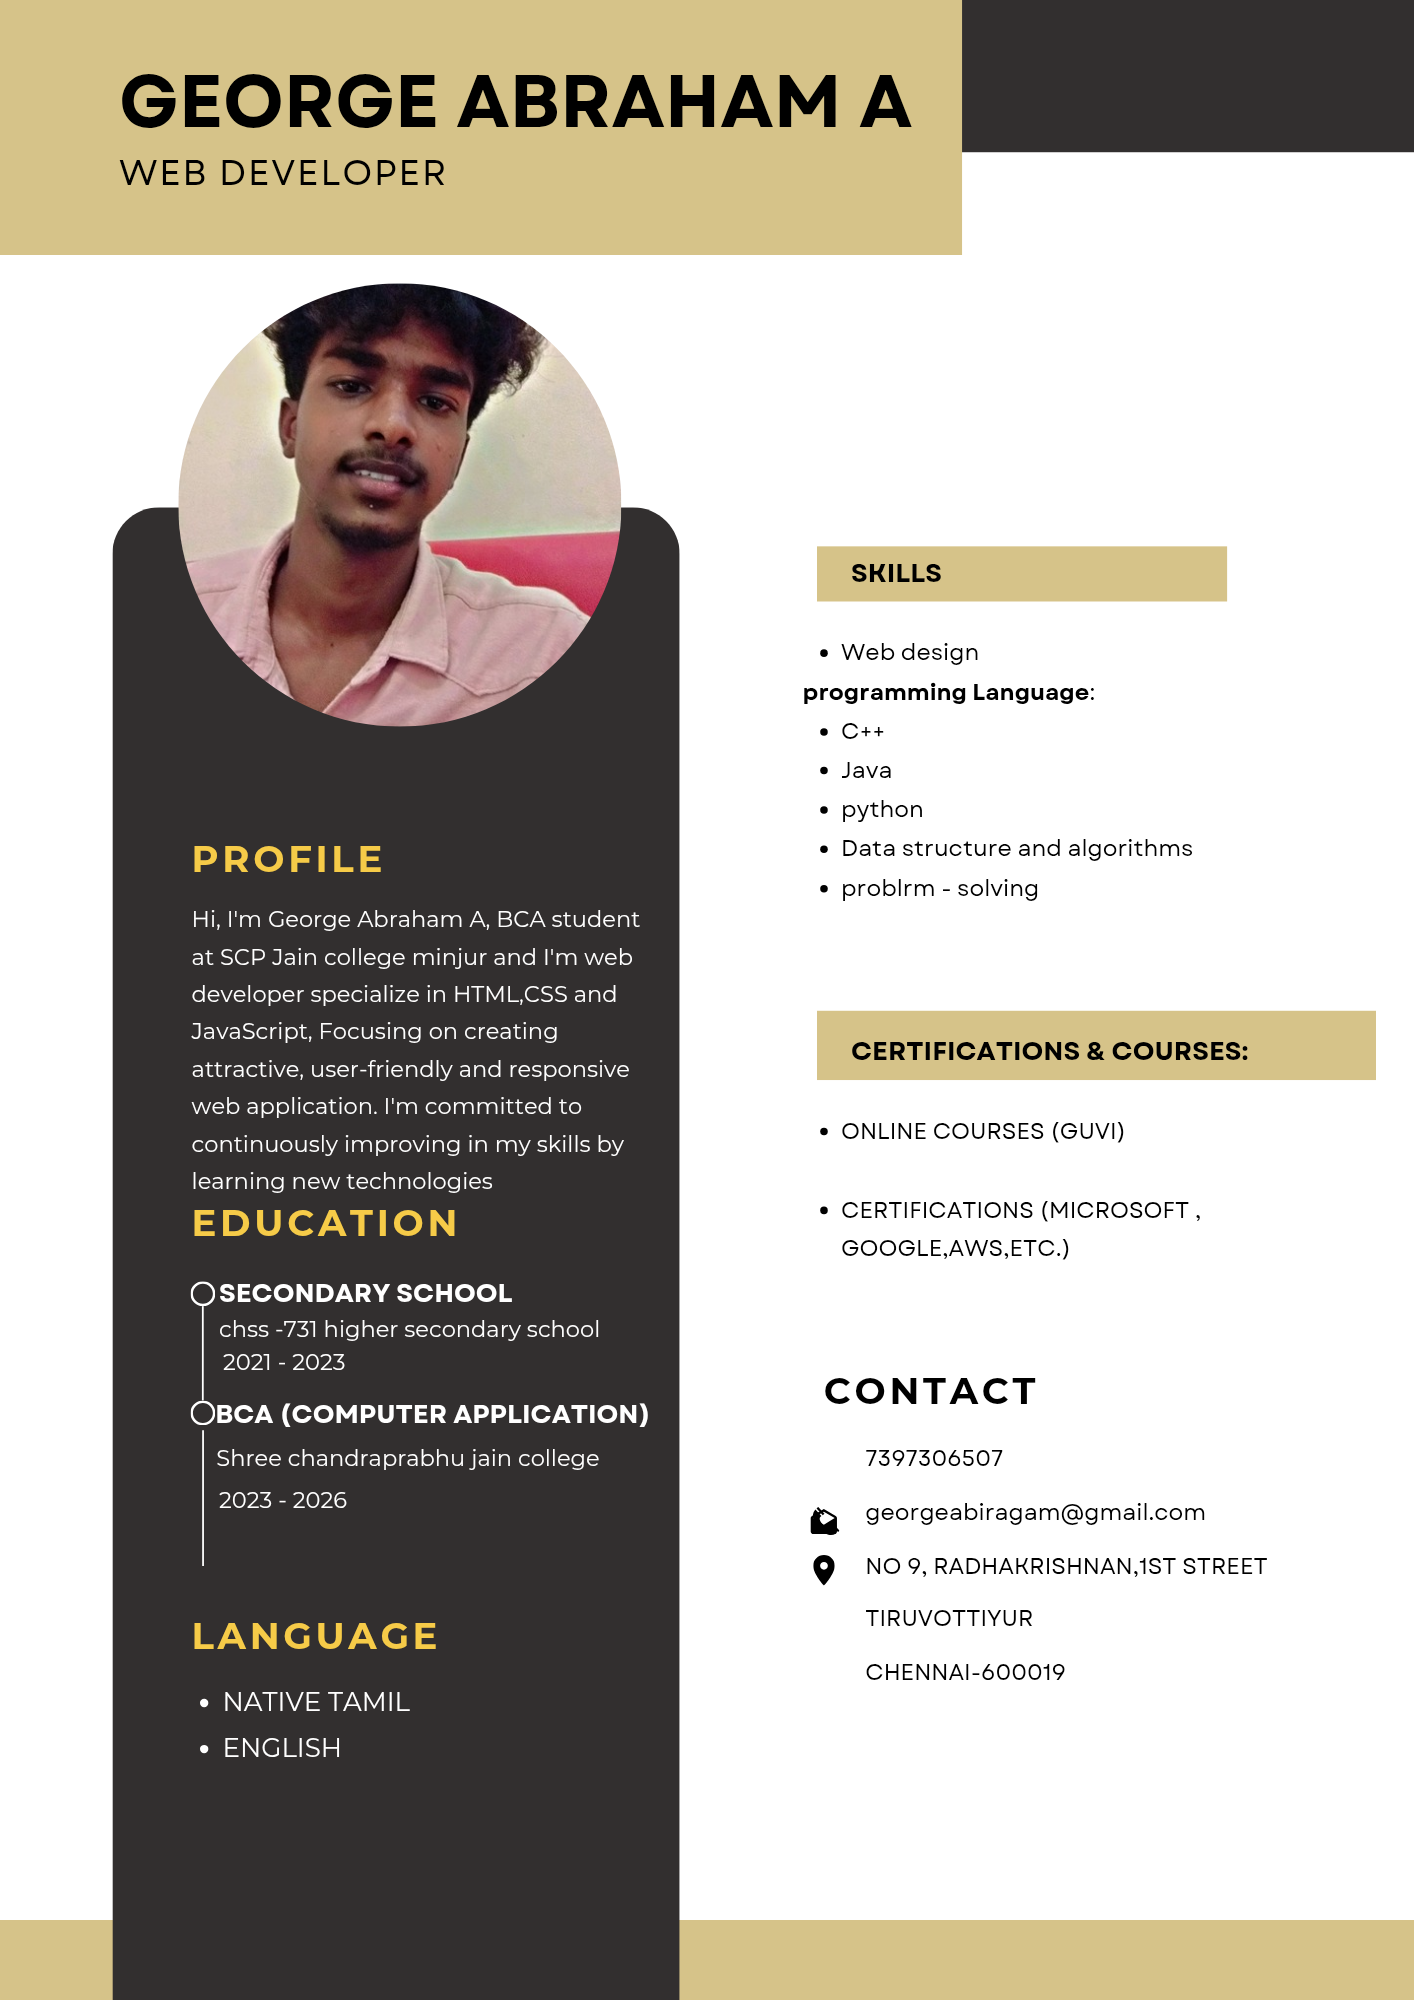 GEORGE ABRAHAM A
WEB DEVELOPER
PROFILE
Hi, I'm George Abraham A, BCA student
at SCP Jain college minjur and I'm web
developer specialize in HTML,CSS and
JavaScript, Focusing on creating
attractive, user-friendly and responsive
web application. I'm committed to
continuously improving in my skills by
learning new technologies
EDUCATION
SECONDARY SCHOOL
chss -731 higher secondary school
2021 - 2023
BCA (COMPUTER APPLICATION)
Shree chandraprabhu jain college
2023 - 2026
LANGUAGE
• NATIVE TAMIL
• ENGLISH
SKILLS
• Web design
programming Language:
• C++
• Java
• python
• Data structure and algorithms
• problrm - solving
CERTIFICATIONS & COURSES:
• ONLINE COURSES (GUVI)
• CERTIFICATIONS (MICROSOFT ,
GOOGLE,AWS,ETC.)
CONTACT
7397306507
georgeabiragam@gmail.com
NO 9, RADHAKRISHNAN,1ST STREET
TIRUVOTTIYUR
CHENNAI-600019